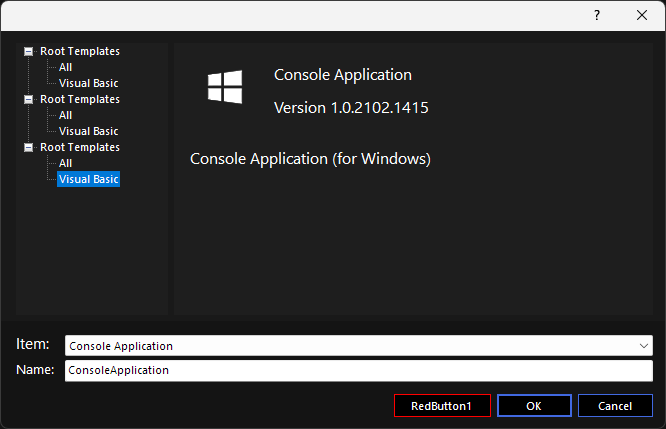 ?
Root Templates
All
Visual Basic
Root Templates
All
Visual Basic
Root Templates
All
Visual Basic
Console Application
Version 1.0.2102.1415
Console Application (for Windows)
Item: Console Application
Name: ConsoleApplication
RedButton1 OK Cancel